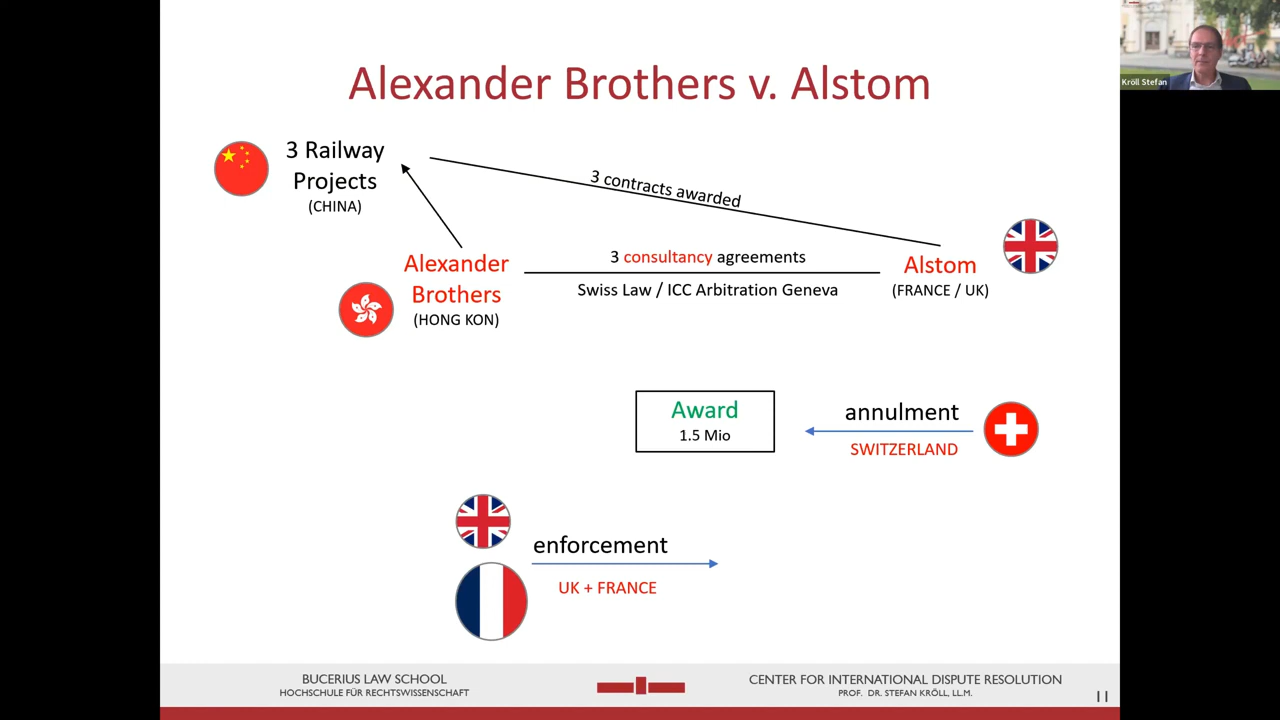 Alexander Brothers v. Alstom
Kröll Stefan
3 Railway
Projects
(CHINA)
3 contracts awarded
Alexander
Brothers
(HONG KON)
3 consultancy agreements
Swiss Law / ICC Arbitration Geneva
Alstom
(FRANCE / UK)
Award
1.5 Mio
annulment
SWITZERLAND
enforcement
UK + FRANCE
BUCERIUS LAW SCHOOL
HOCHSCHULE FÜR RECHTSWISSENSCHAFT
CENTER FOR INTERNATIONAL DISPUTE RESOLUTION
PROF. DR. STEFAN KRÖLL, LL.M.
11